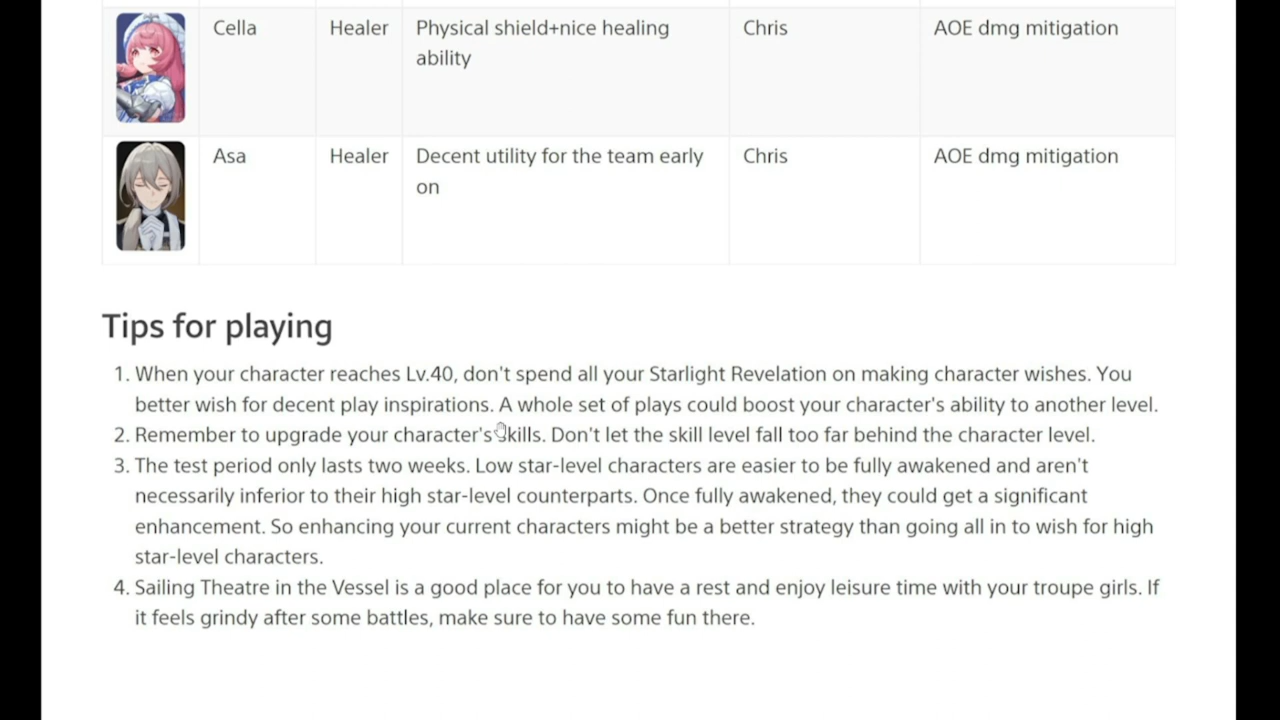 Cella Healer Physical shield+nice healing Chris AOE dmg mitigation
ability
Asa Healer Decent utility for the team early Chris AOE dmg mitigation
on
Tips for playing
1. When your character reaches Lv.40, don't spend all your Starlight Revelation on making character wishes. You
better wish for decent play inspirations. A whole set of plays could boost your character's ability to another level.
2. Remember to upgrade your character's skills. Don't let the skill level fall too far behind the character level.
3. The test period only lasts two weeks. Low star-level characters are easier to be fully awakened and aren't
necessarily inferior to their high star-level counterparts. Once fully awakened, they could get a significant
enhancement. So enhancing your current characters might be a better strategy than going all in to wish for high
star-level characters.
4. Sailing Theatre in the Vessel is a good place for you to have a rest and enjoy leisure time with your troupe girls. If
it feels grindy after some battles, make sure to have some fun there.